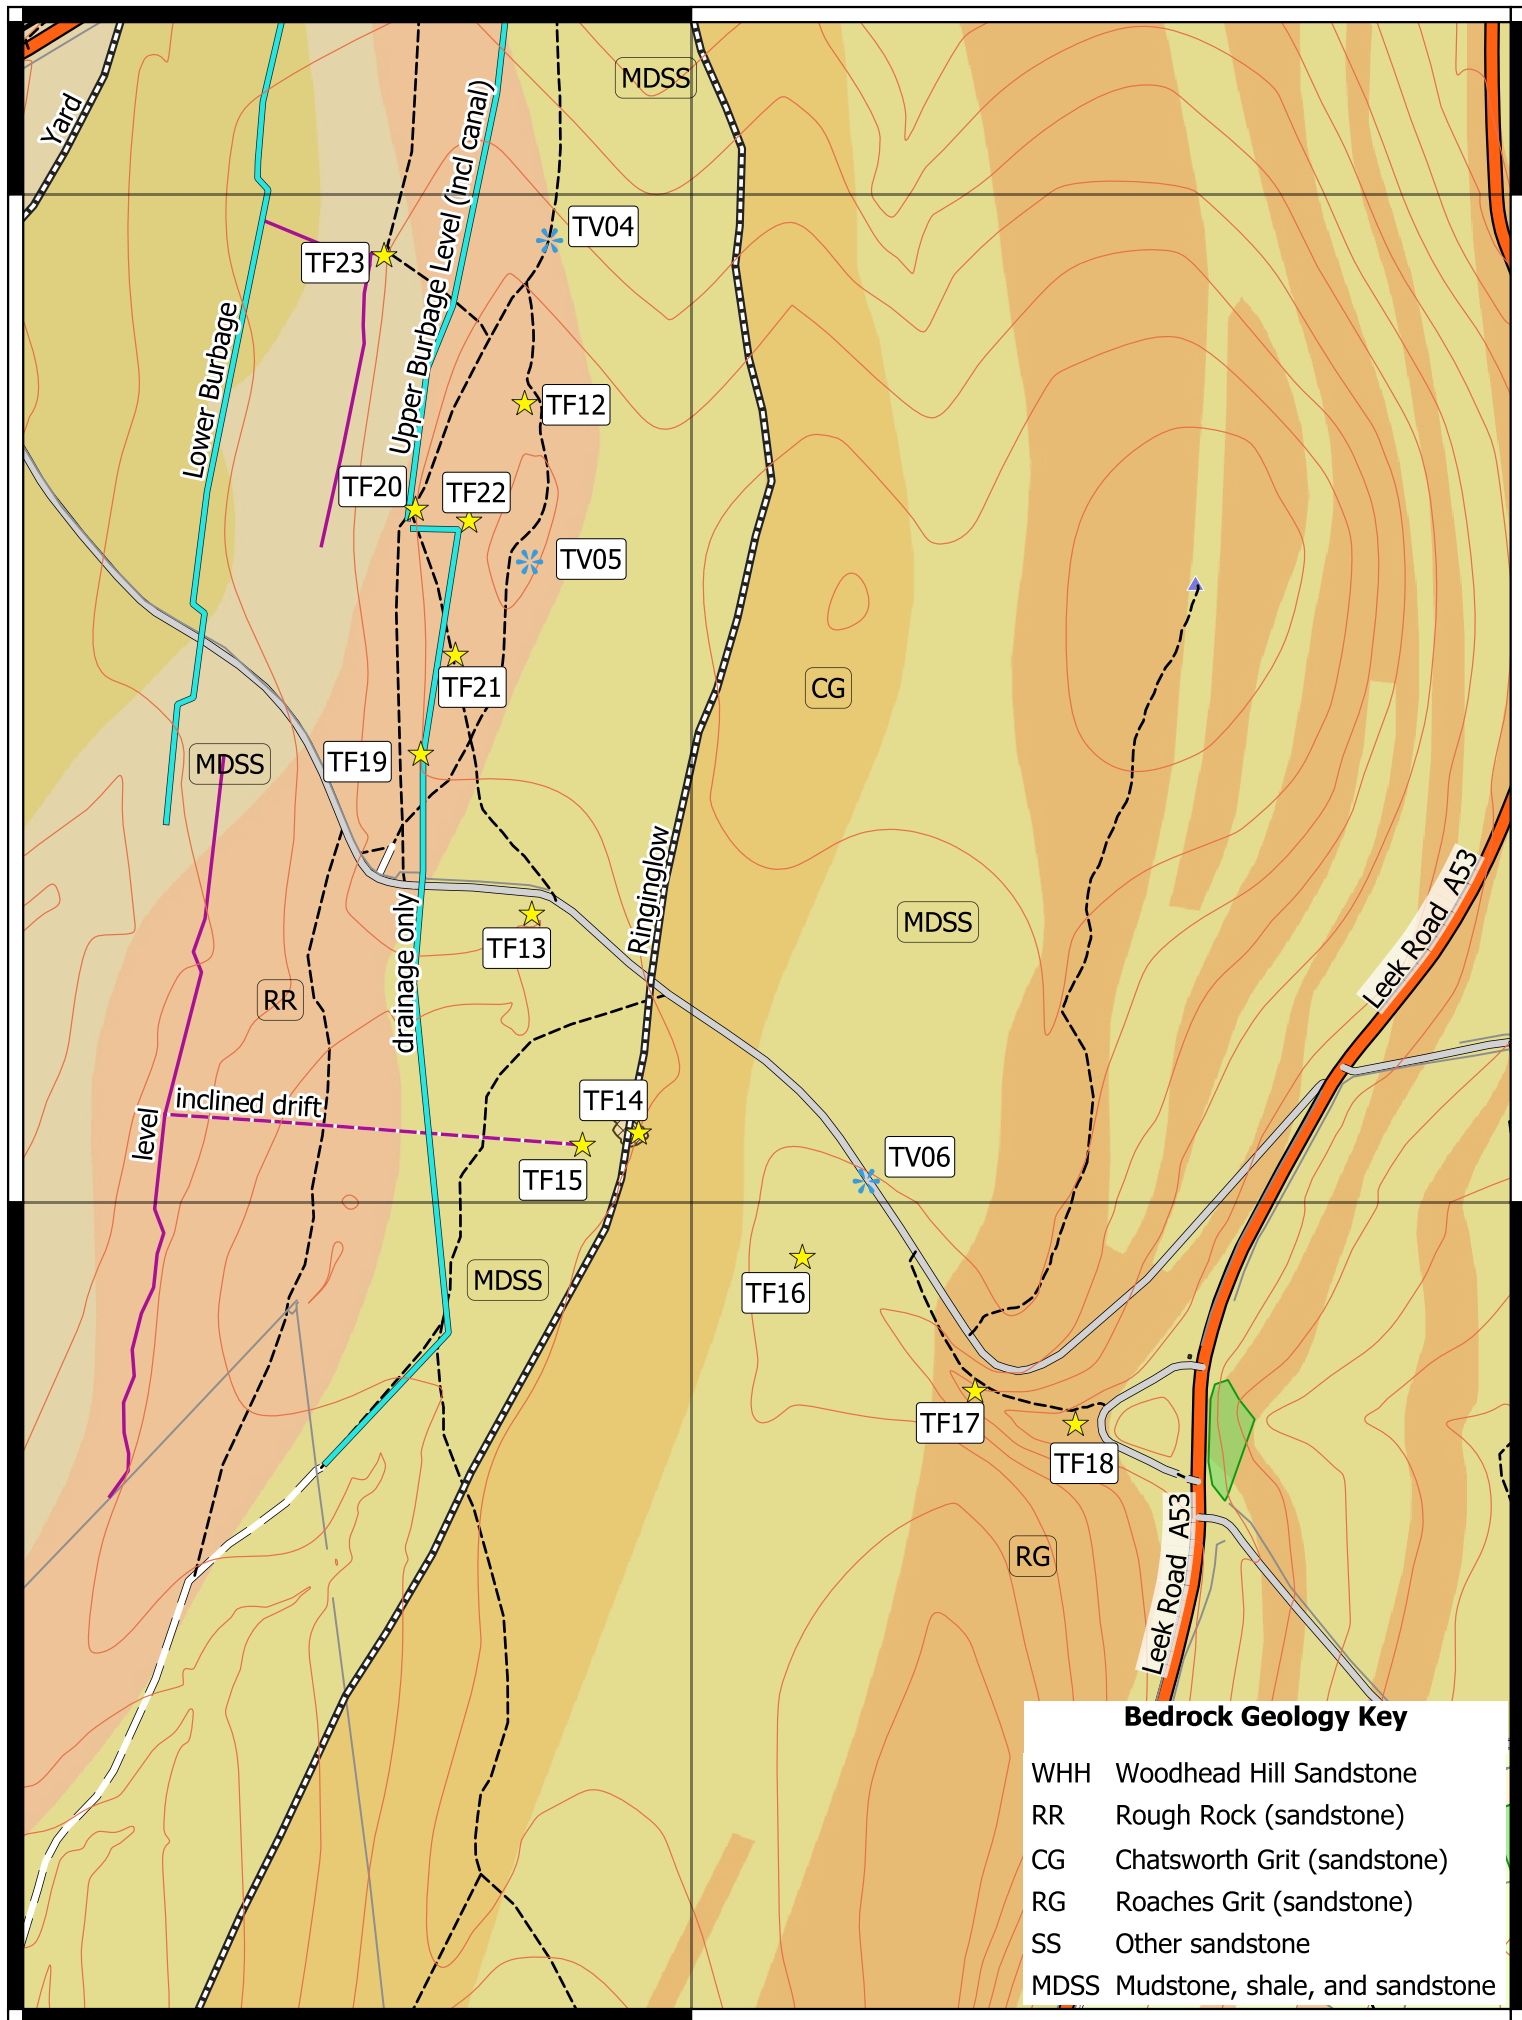 MDSS
Yard
Upper Burbage Level (incl canal)
TV04
TF23
Lower Burbage
TF12
TF20
TF22
TV05
TF21
CG
MDSS
TF19
Ringinglow
Leek Road A53
drainage only
TF13
MDSS
RR
inclined drift
level
TF14
TF15
TV06
MDSS
TF16
TF17
TF18
Leek Road A53
RG
Bedrock Geology Key
WHH Woodhead Hill Sandstone
RR Rough Rock (sandstone)
CG Chatsworth Grit (sandstone)
RG Roaches Grit (sandstone)
SS Other sandstone
MDSS Mudstone, shale, and sandstone